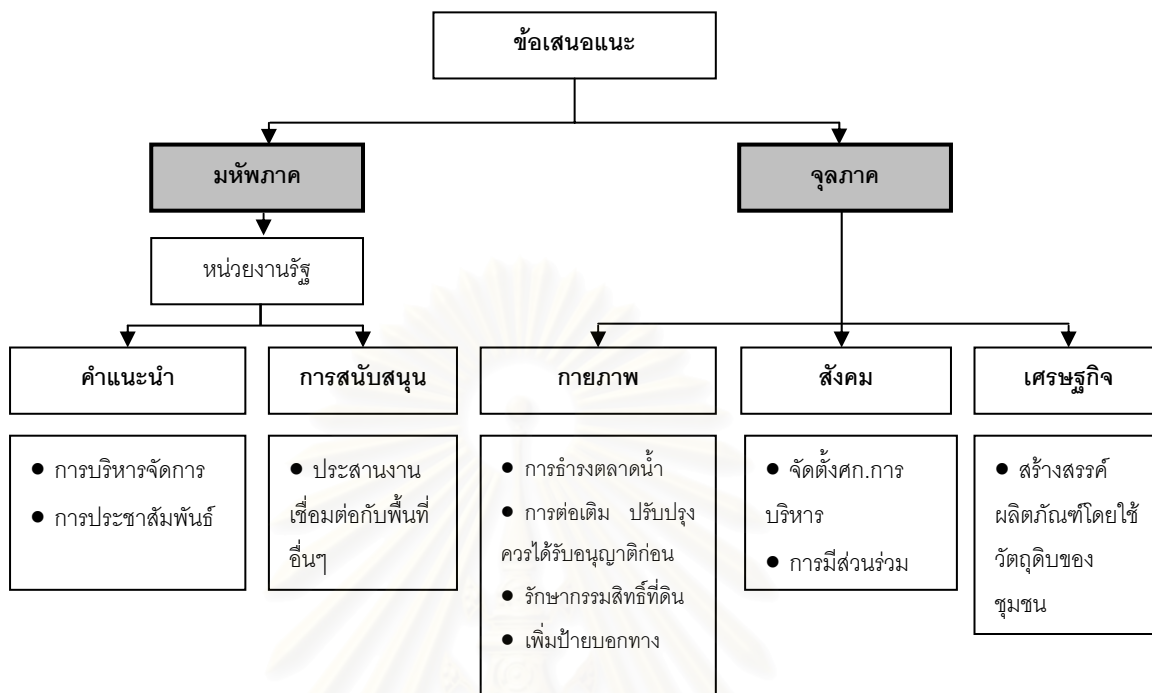 ข้อเสนอแนะ
มหัพภาค
จุลภาค
หน่วยงานรัฐ
คำแนะนำ
การสนับสนุน
กายภาพ
สังคม
เศรษฐกิจ
● การบริหารจัดการ
● การประชาสัมพันธ์
● ประสานงาน
เชื่อมต่อกับพื้นที่
อื่นๆ
● การธำรงตลาดน้ำ
● การต่อเติม ปรับปรุง
ควรได้รับอนุญาติก่อน
● รักษากรรมสิทธิ์ที่ดิน
● เพิ่มป้ายบอกทาง
● จัดตั้งศก.การ
บริหาร
● การมีส่วนร่วม
● สร้างสรรค์
ผลิตภัณฑ์โดยใช้
วัตถุดิบของ
ชุมชน